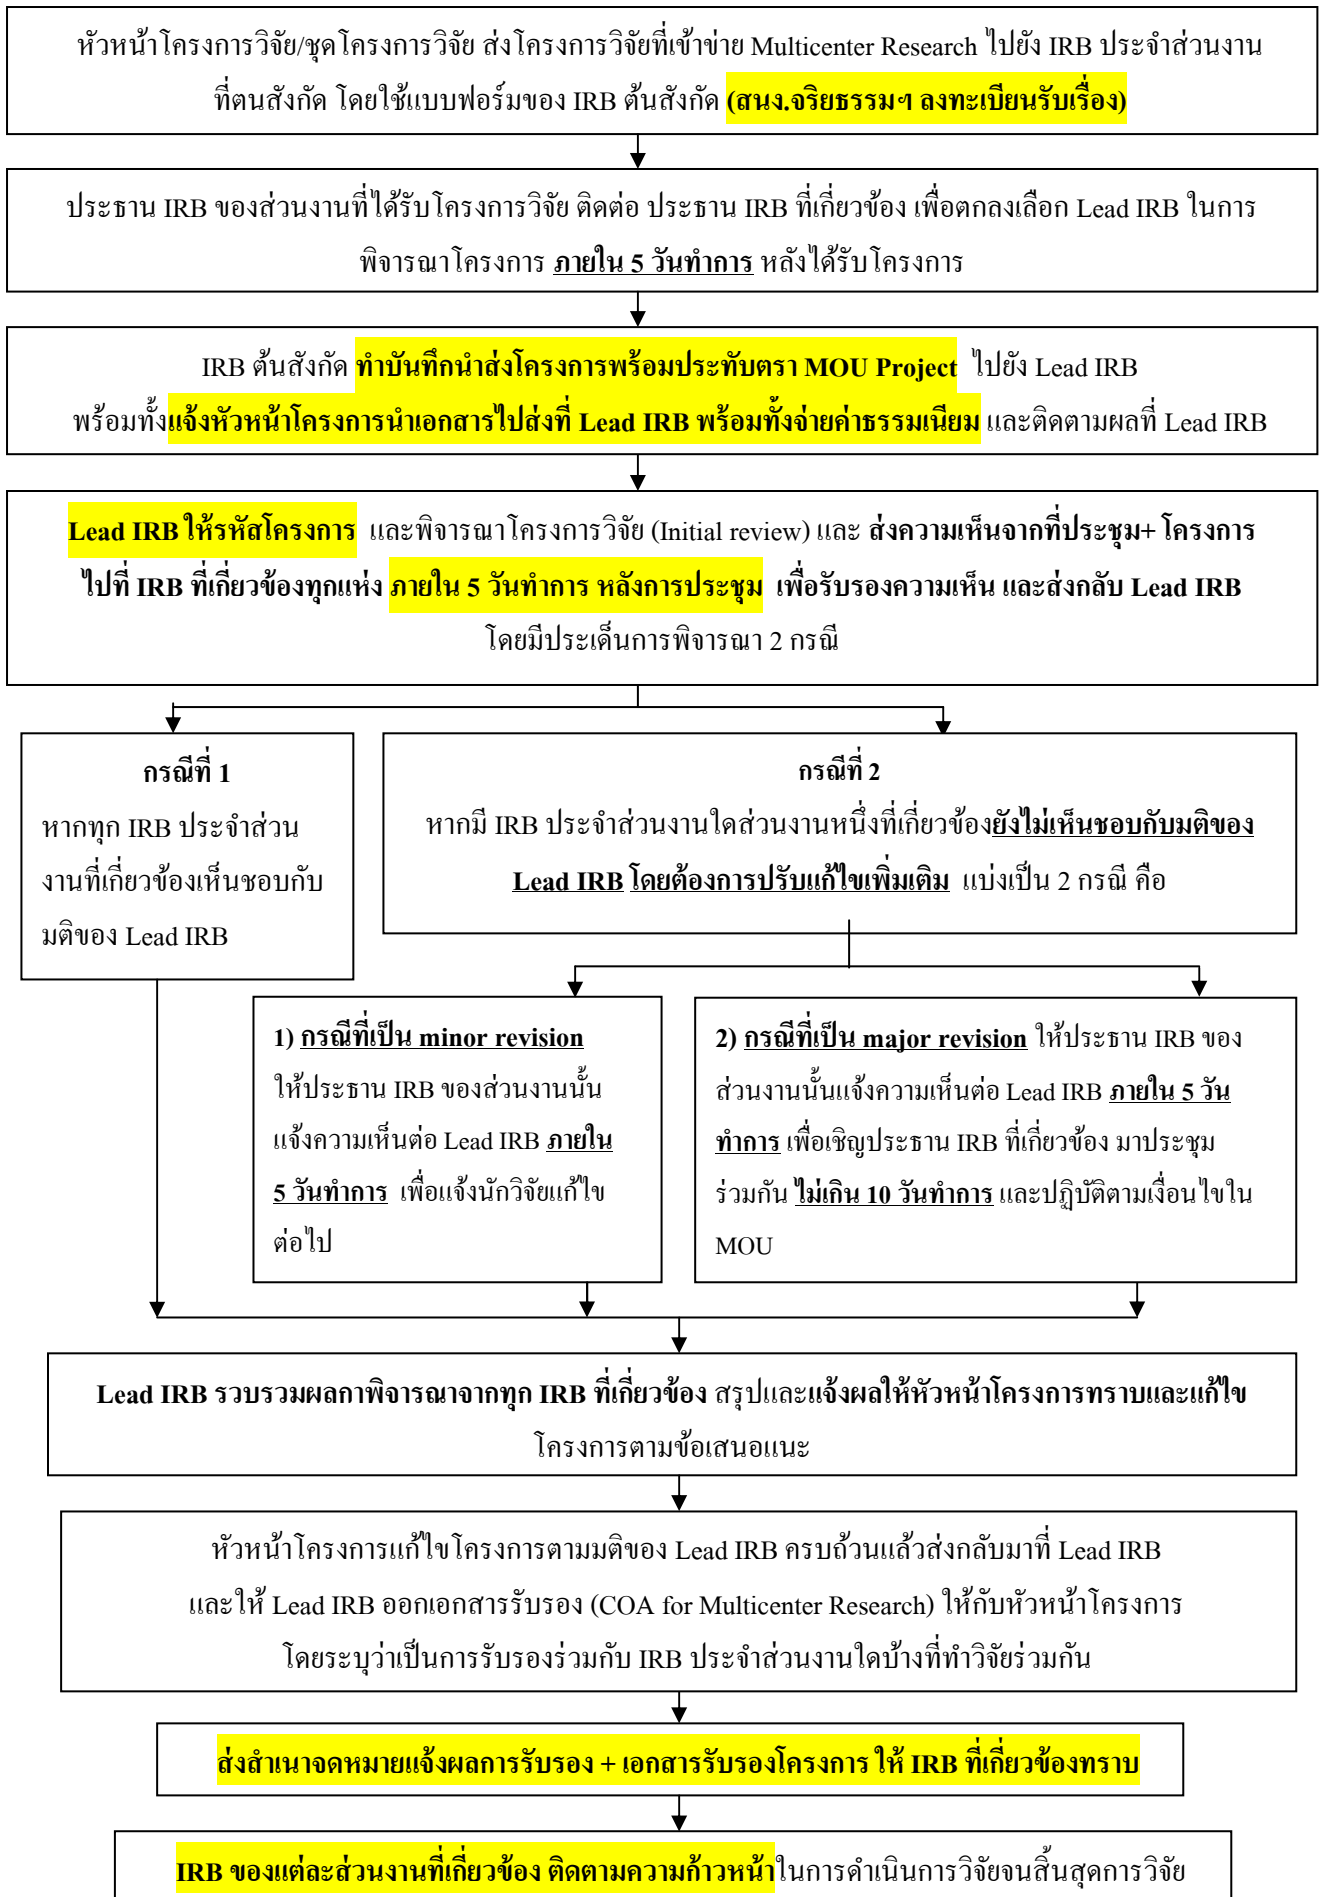 หัวหน้าโครงการวิจัย/ชุดโครงการวิจัย ส่งโครงการวิจัยที่เข้าข่าย Multicenter Research ไปยัง IRB ประจำส่วนงาน
ที่ตนสังกัด โดยใช้แบบฟอร์มของ IRB ต้นสังกัด (สนง.จริยธรรมฯ ลงทะเบียนรับเรื่อง)
ประธาน IRB ของส่วนงานที่ได้รับโครงการวิจัย ติดต่อ ประธาน IRB ที่เกี่ยวข้อง เพื่อตกลงเลือก Lead IRB ในการ
พิจารณาโครงการ ภายใน 5 วันทำการ หลังได้รับโครงการ
IRB ต้นสังกัด ทำบันทึกนำส่งโครงการพร้อมประทับตรา MOU Project ไปยัง Lead IRB
พร้อมทั้งแจ้งหัวหน้าโครงการนำเอกสารไปส่งที่ Lead IRB พร้อมทั้งจ่ายค่าธรรมเนียม และติดตามผลที่ Lead IRB
Lead IRB ให้รหัสโครงการ และพิจารณาโครงการวิจัย (Initial review) และ ส่งความเห็นจากที่ประชุม+ โครงการ
ไปที่ IRB ที่เกี่ยวข้องทุกแห่ง ภายใน 5 วันทำการ หลังการประชุม เพื่อรับรองความเห็น และส่งกลับ Lead IRB
โดยมีประเด็นการพิจารณา 2 กรณี
กรณีที่ 1
หากทุก IRB ประจำส่วน
งานที่เกี่ยวข้องเห็นชอบกับ
มติของ Lead IRB
กรณีที่ 2
หากมี IRB ประจำส่วนงานใดส่วนงานหนึ่งที่เกี่ยวข้องยังไม่เห็นชอบกับมติของ
Lead IRB โดยต้องการปรับแก้ไขเพิ่มเติม แบ่งเป็น 2 กรณี คือ
1) กรณีที่เป็น minor revision
ให้ประธาน IRB ของส่วนงานนั้น
แจ้งความเห็นต่อ Lead IRB ภายใน
5 วันทำการ เพื่อแจ้งนักวิจัยแก้ไข
ต่อไป
2) กรณีที่เป็น major revision ให้ประธาน IRB ของ
ส่วนงานนั้นแจ้งความเห็นต่อ Lead IRB ภายใน 5 วัน
ทำการ เพื่อเชิญประธาน IRB ที่เกี่ยวข้อง มาประชุม
ร่วมกัน ไม่เกิน 10 วันทำการ และปฏิบัติตามเงื่อนไขใน
MOU
Lead IRB รวบรวมผลกาพิจารณาจากทุก IRB ที่เกี่ยวข้อง สรุปและแจ้งผลให้หัวหน้าโครงการทราบและแก้ไข
โครงการตามข้อเสนอแนะ
หัวหน้าโครงการแก้ไขโครงการตามมติของ Lead IRB ครบถ้วนแล้วส่งกลับมาที่ Lead IRB
และให้ Lead IRB ออกเอกสารรับรอง (COA for Multicenter Research) ให้กับหัวหน้าโครงการ
โดยระบุว่าเป็นการรับรองร่วมกับ IRB ประจำส่วนงานใดบ้างที่ทำวิจัยร่วมกัน
ส่งสำเนาจดหมายแจ้งผลการรับรอง + เอกสารรับรองโครงการ ให้ IRB ที่เกี่ยวข้องทราบ
IRB ของแต่ละส่วนงานที่เกี่ยวข้อง ติดตามความก้าวหน้าในการดำเนินการวิจัยจนสิ้นสุดการวิจัย